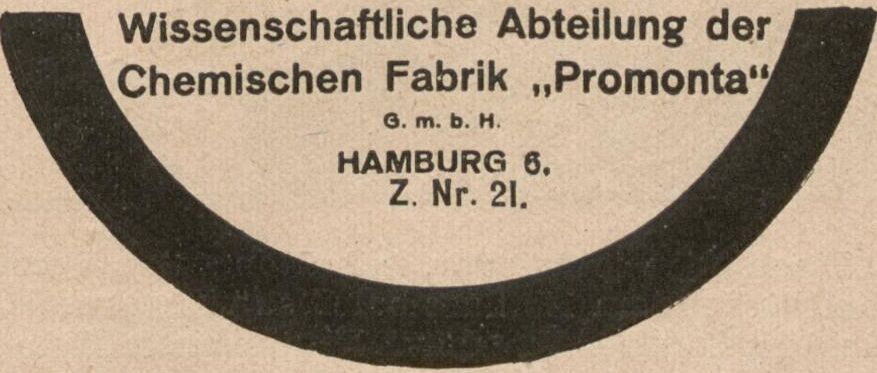 Wissenschaftliche Abteilung der
Chemischen Fabrik „Promonta“
G. m. b. H.
HAMBURG 6.
Z. Nr. 21.